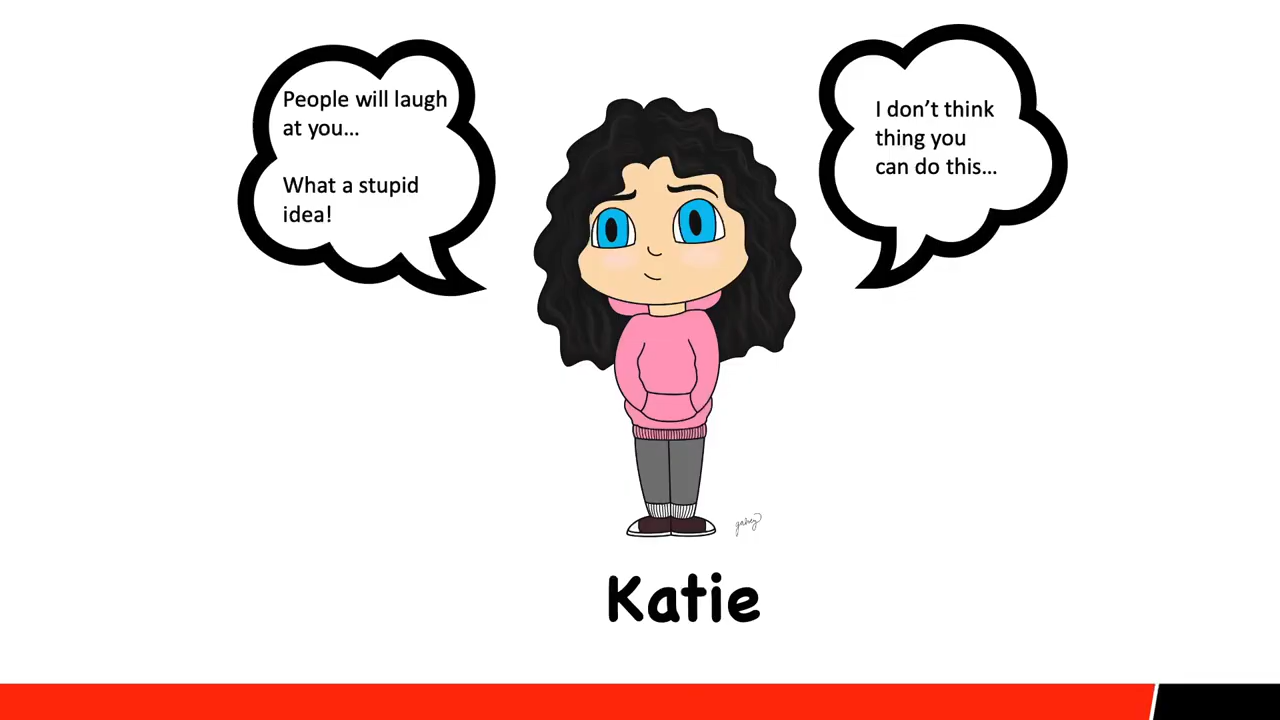 People will laugh
at you...
What a stupid
idea!
I don't think
thing you
can do this...
Katie